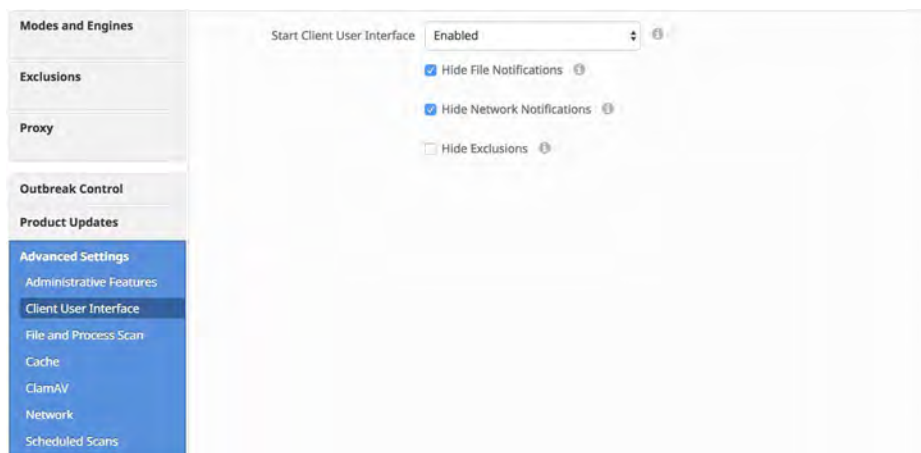 Modes and Engines
Exclusions
Proxy
Outbreak Control
Product Updates
Advanced Settings
Administrative Features
Client User Interface
File and Process Scan
Cache
ClamAV
Network
Scheduled Scans
Start Client User Interface Enabled
Hide File Notifications
Hide Network Notifications
Hide Exclusions